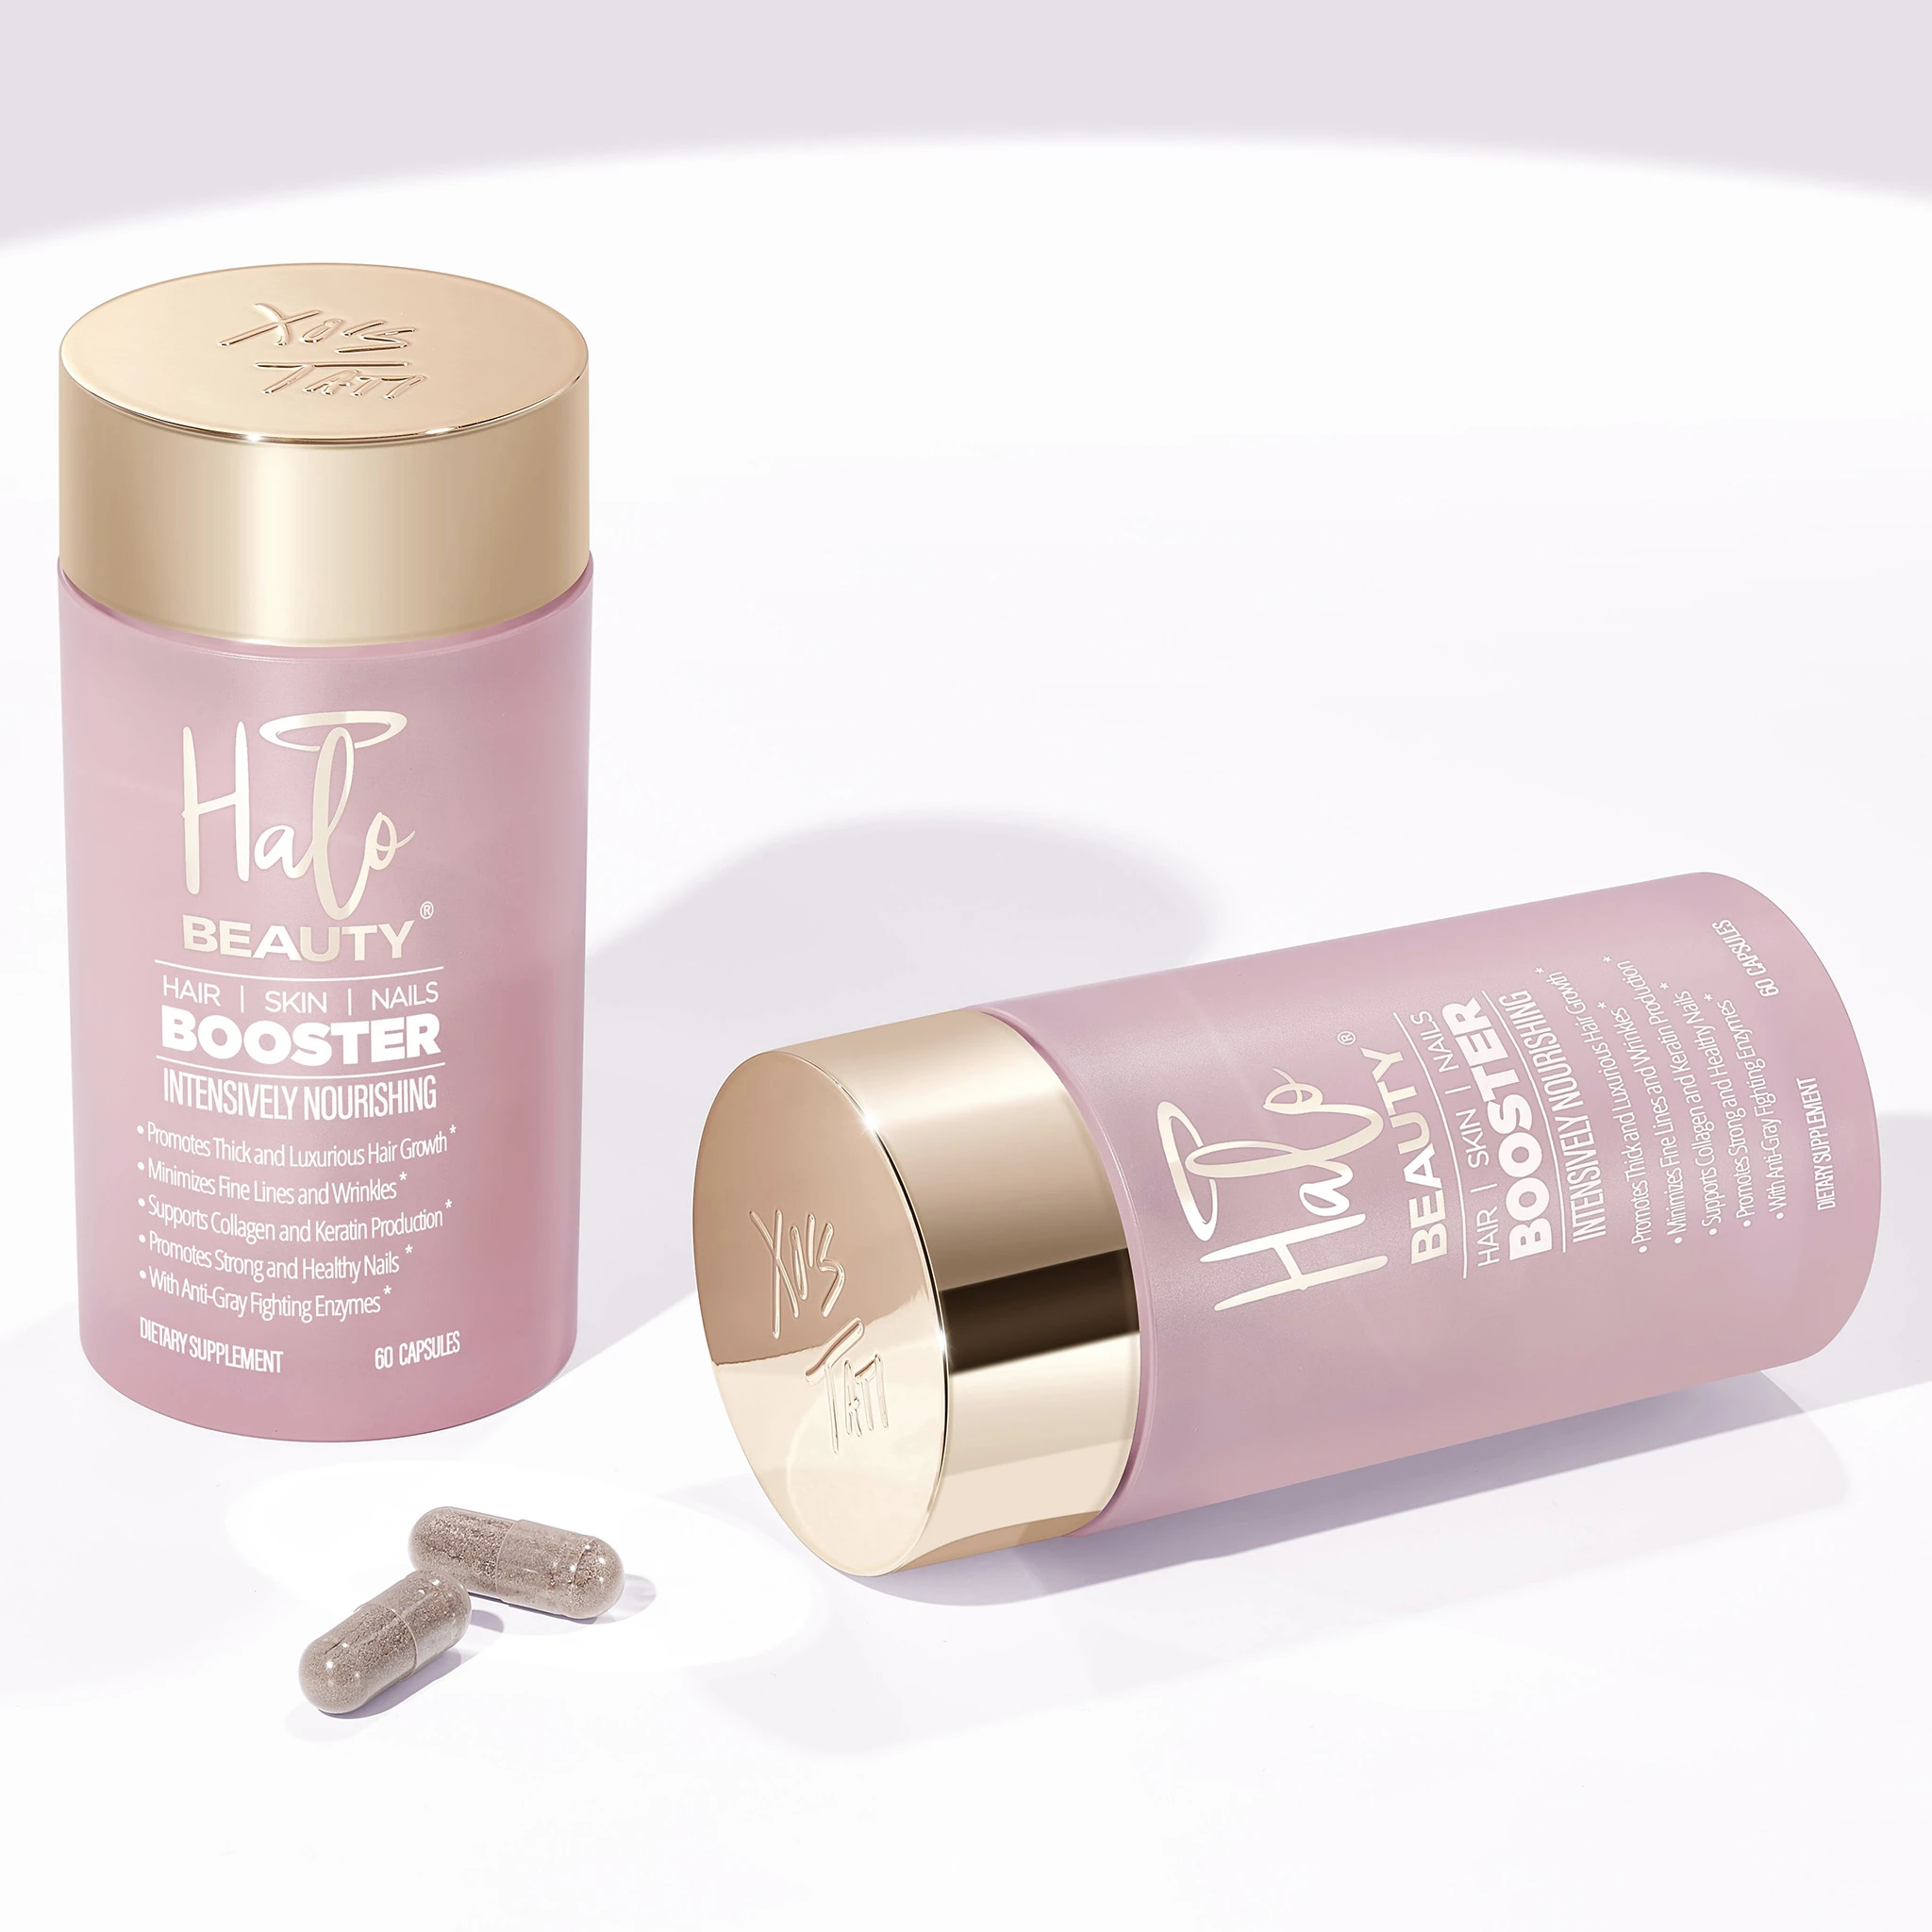 XO'S
TATI
Halo
BEAUTY®
HAIR | SKIN | NAILS
BOOSTER
INTENSIVELY NOURISHING
• Promotes Thick and Luxurious Hair Growth*
• Minimizes Fine Lines and Wrinkles*
• Supports Collagen and Keratin Production*
• Promotes Strong and Healthy Nails*
• With Anti-Gray Fighting Enzymes*
DIETARY SUPPLEMENT 60 CAPSULES
XO'S
TATI
Halo
BEAUTY®
HAIR | SKIN | NAILS
BOOSTER
INTENSIVELY NOURISHING
• Promotes Thick and Luxurious Hair Growth*
• Minimizes Fine Lines and Wrinkles*
• Supports Collagen and Keratin Production*
• Promotes Strong and Healthy Nails*
• With Anti-Gray Fighting Enzymes*
DIETARY SUPPLEMENT 60 CAPSULES